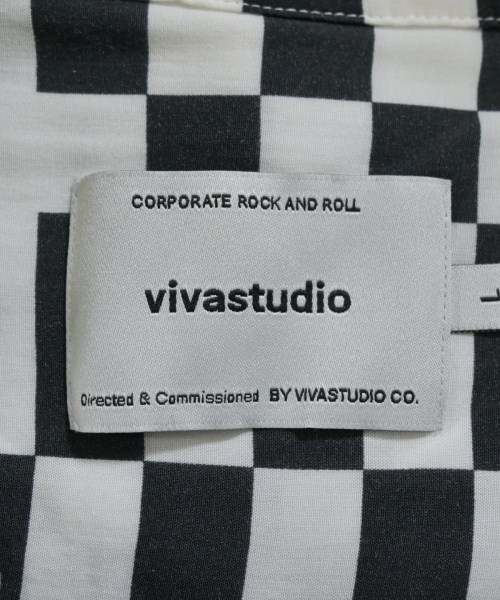 CORPORATE ROCK AND ROLL
vivastudio
Directed & Commissioned BY VIVASTUDIO CO.
L